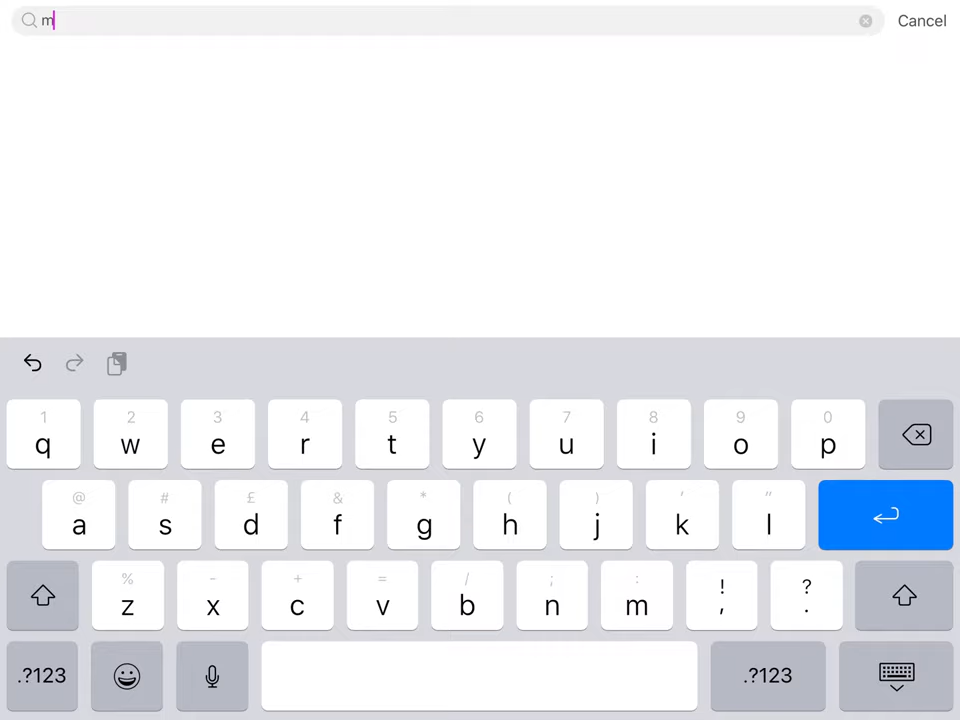 m
Cancel
1 2 3 4 5 6 7 8 9 0
q w e r t y u i o p
@ # £ & * ( ) ' "
a s d f g h j k l
% - + = / ; : ! ?
z x c v b n m , .
.?123 .?123